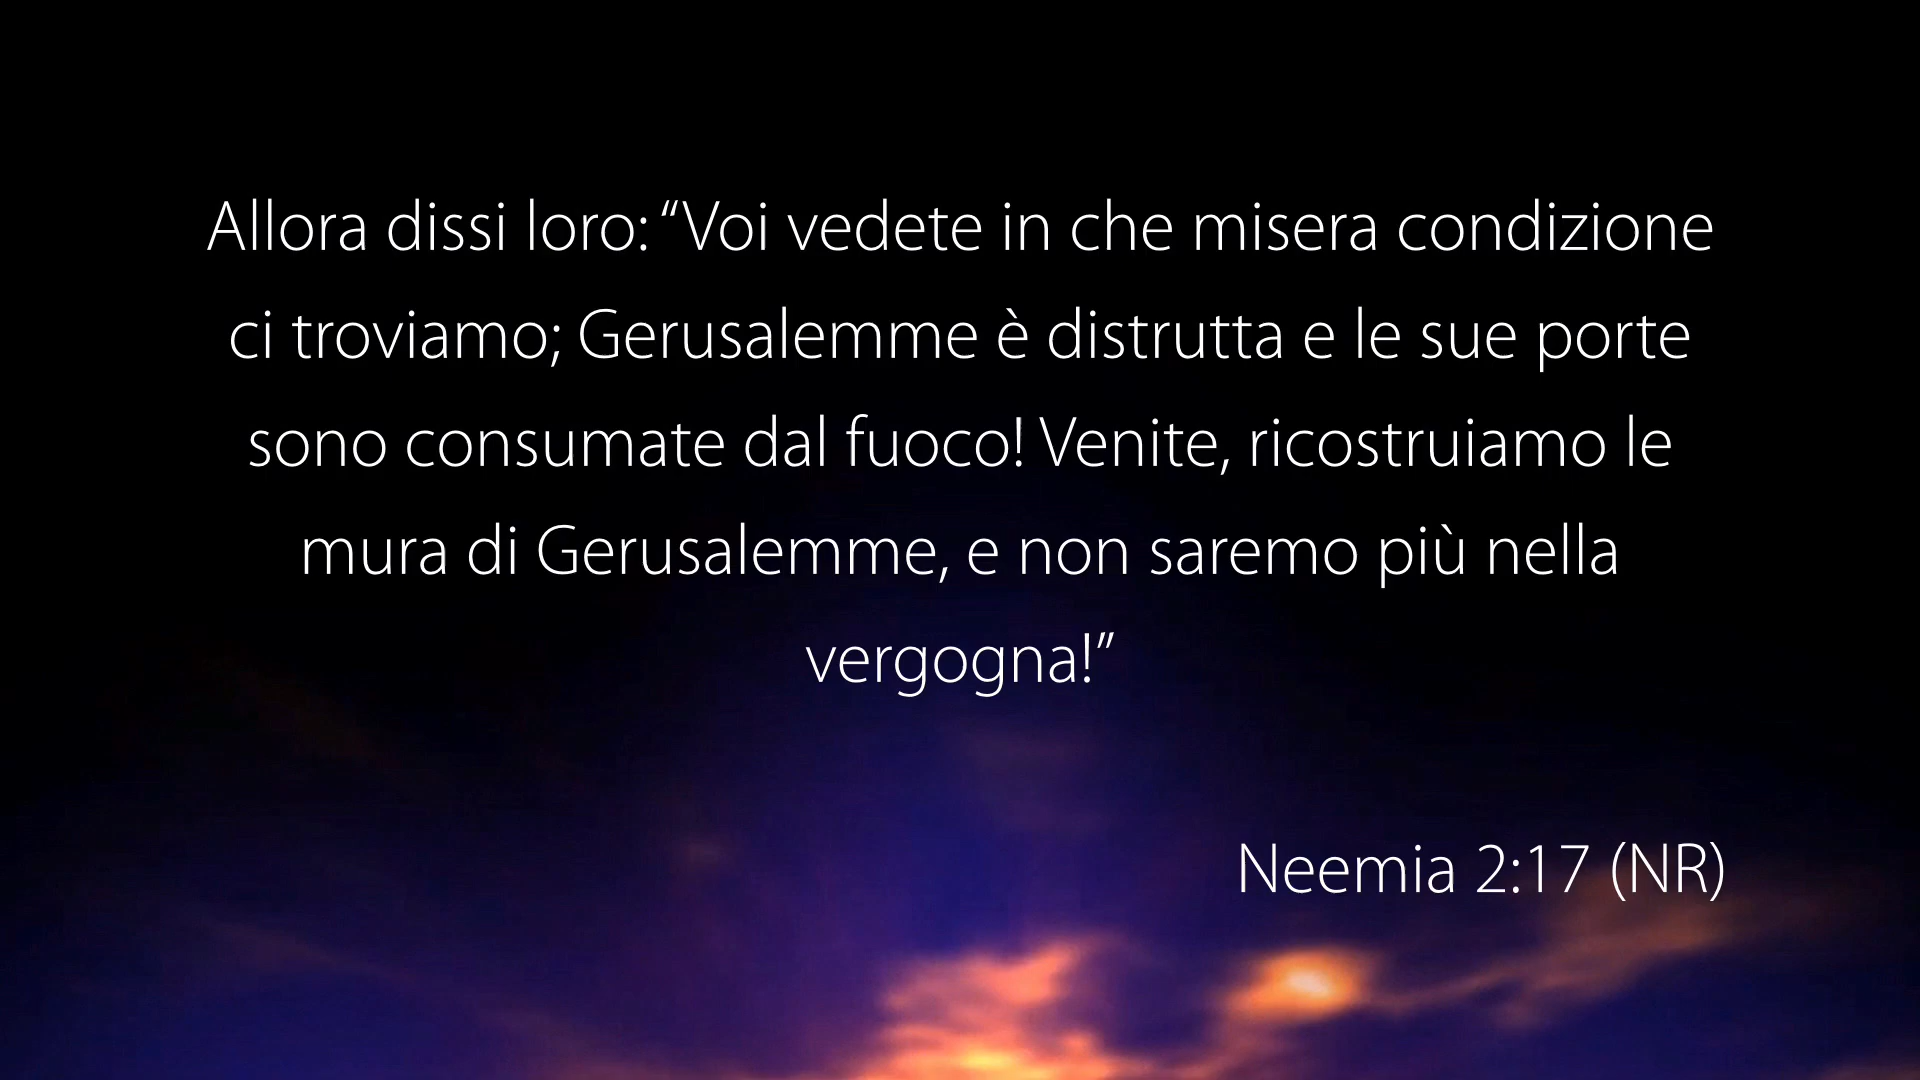 Allora dissi loro: “Voi vedete in che misera condizione
ci troviamo; Gerusalemme è distrutta e le sue porte
sono consumate dal fuoco! Venite, ricostruiamo le
mura di Gerusalemme, e non saremo più nella
vergogna!”
Neemia 2:17 (NR)